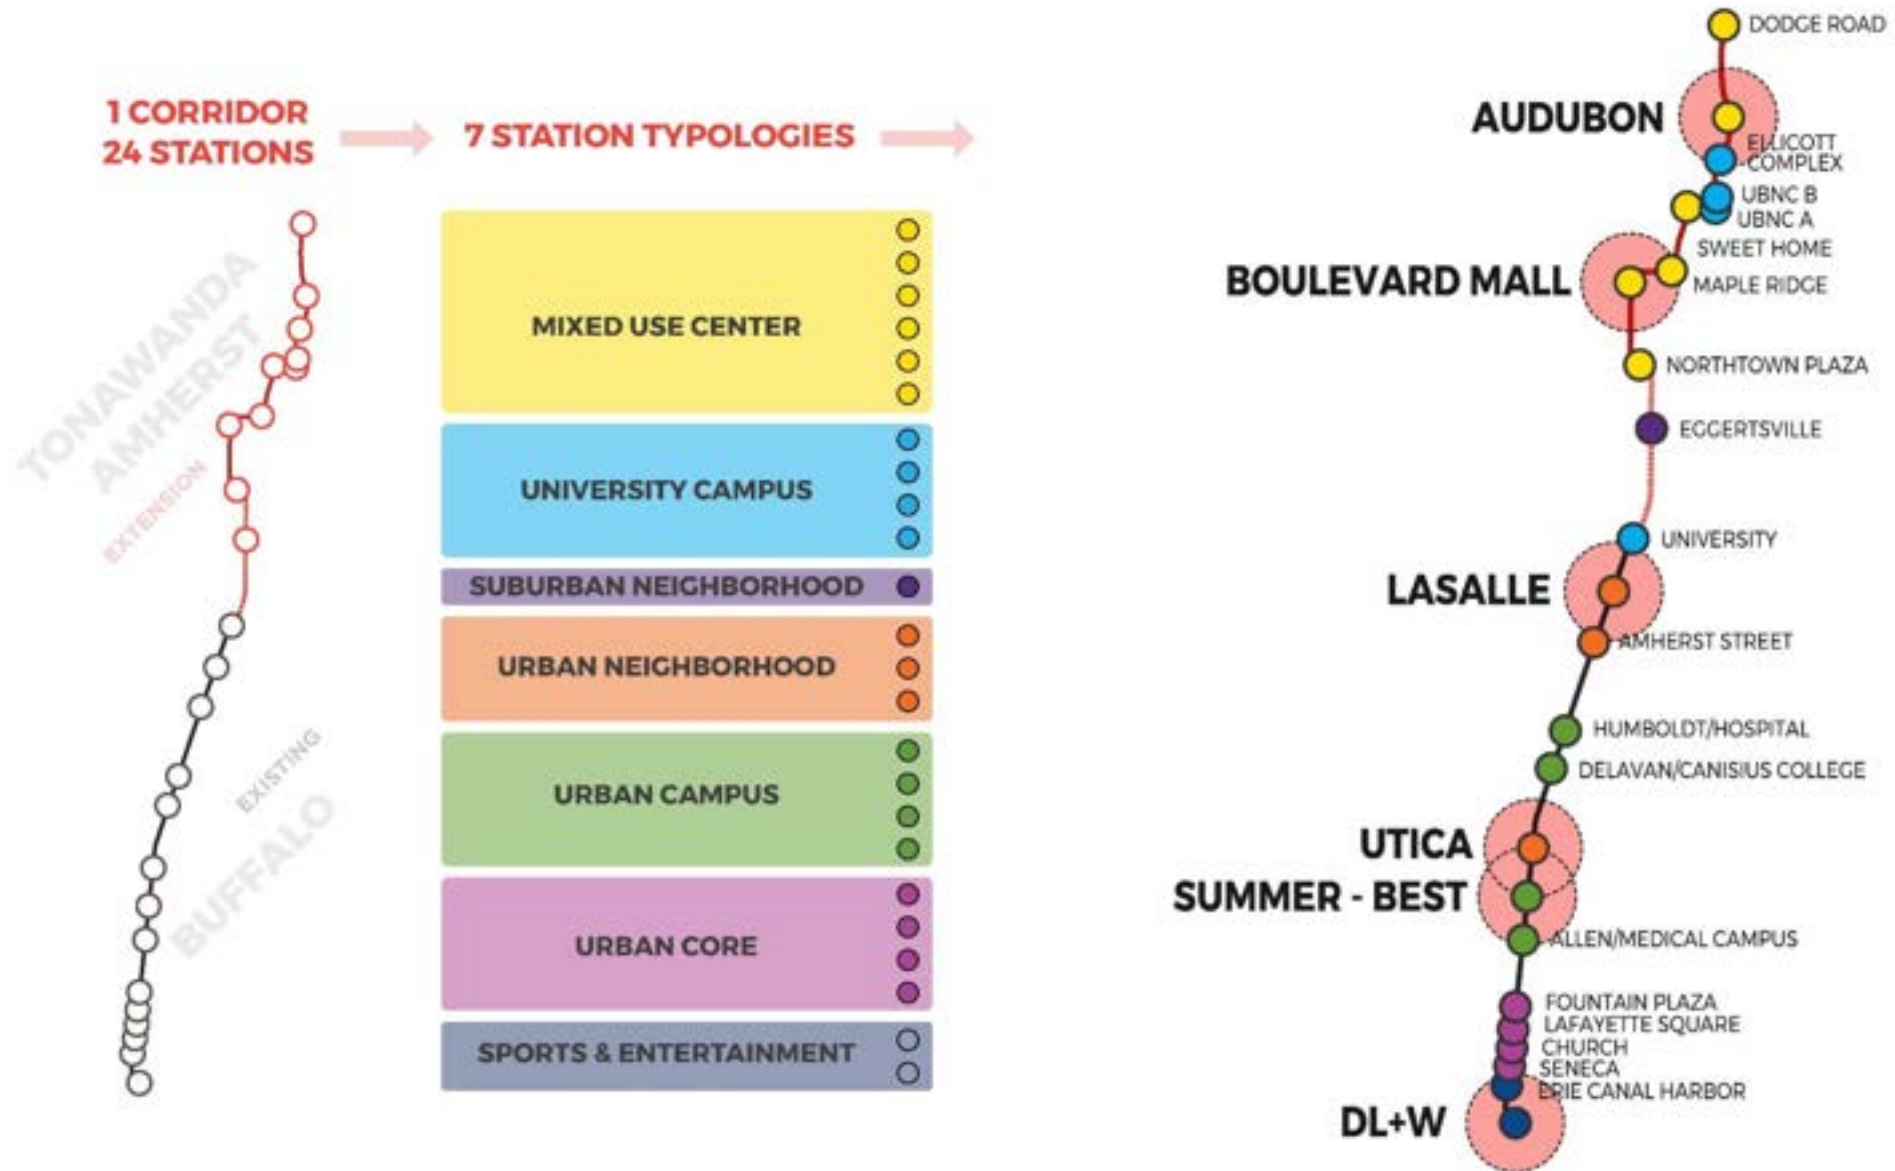 1 CORRIDOR
24 STATIONS
7 STATION TYPOLOGIES
TONAWANDA
AMHERST
EXTENSION
EXISTING
BUFFALO
MIXED USE CENTER
UNIVERSITY CAMPUS
SUBURBAN NEIGHBORHOOD
URBAN NEIGHBORHOOD
URBAN CAMPUS
URBAN CORE
SPORTS & ENTERTAINMENT
DODGE ROAD
AUDUBON
ELLICOTT
COMPLEX
UBNC B
UBNC A
SWEET HOME
BOULEVARD MALL
MAPLE RIDGE
NORTHTOWN PLAZA
EGGERTSVILLE
UNIVERSITY
LASALLE
AMHERST STREET
HUMBOLDT/HOSPITAL
DELAVAN/CANISIUS COLLEGE
UTICA
SUMMER - BEST
ALLEN/MEDICAL CAMPUS
FOUNTAIN PLAZA
LAFAYETTE SQUARE
CHURCH
SENECA
ERIE CANAL HARBOR
DL+W